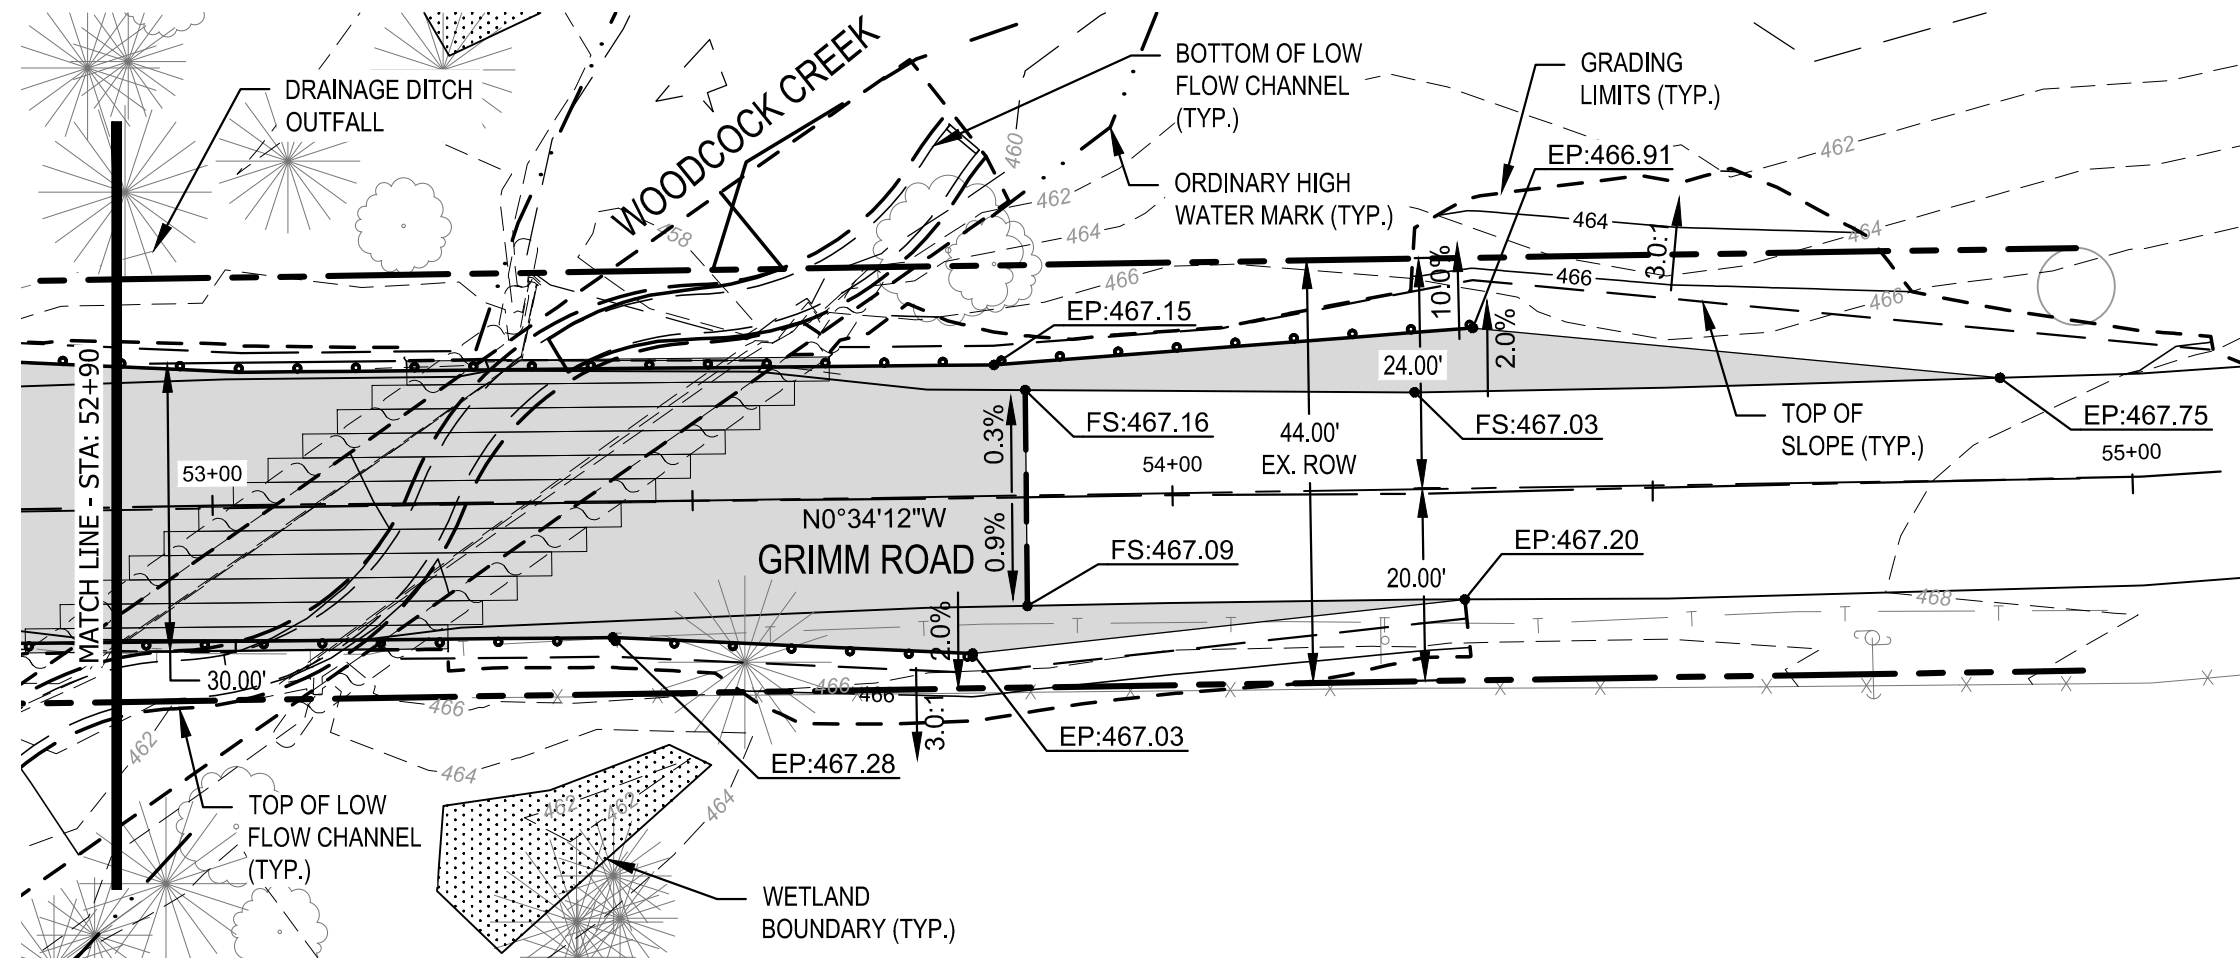 DRAINAGE DITCH
OUTFALL
WOODCOCK CREEK
BOTTOM OF LOW
FLOW CHANNEL
(TYP.)
GRADING
LIMITS (TYP.)
ORDINARY HIGH
WATER MARK (TYP.)
EP:466.91
460
462
464
466
458
462
464
466
464
466
3.0:1
10.0%
2.0%
EP:467.15
24.00'
FS:467.16
FS:467.03
44.00'
EX. ROW
TOP OF
SLOPE (TYP.)
EP:467.75
0.3%
0.9%
53+00
54+00
55+00
MATCH LINE - STA: 52+90
N0°34'12"W
GRIMM ROAD
FS:467.09
EP:467.20
20.00'
468
T T T T T T T T T
2.0%
30.00'
466
466
466
3.0:1
EP:467.03
EP:467.28
462
464
462
462
464
TOP OF LOW
FLOW CHANNEL
(TYP.)
WETLAND
BOUNDARY (TYP.)